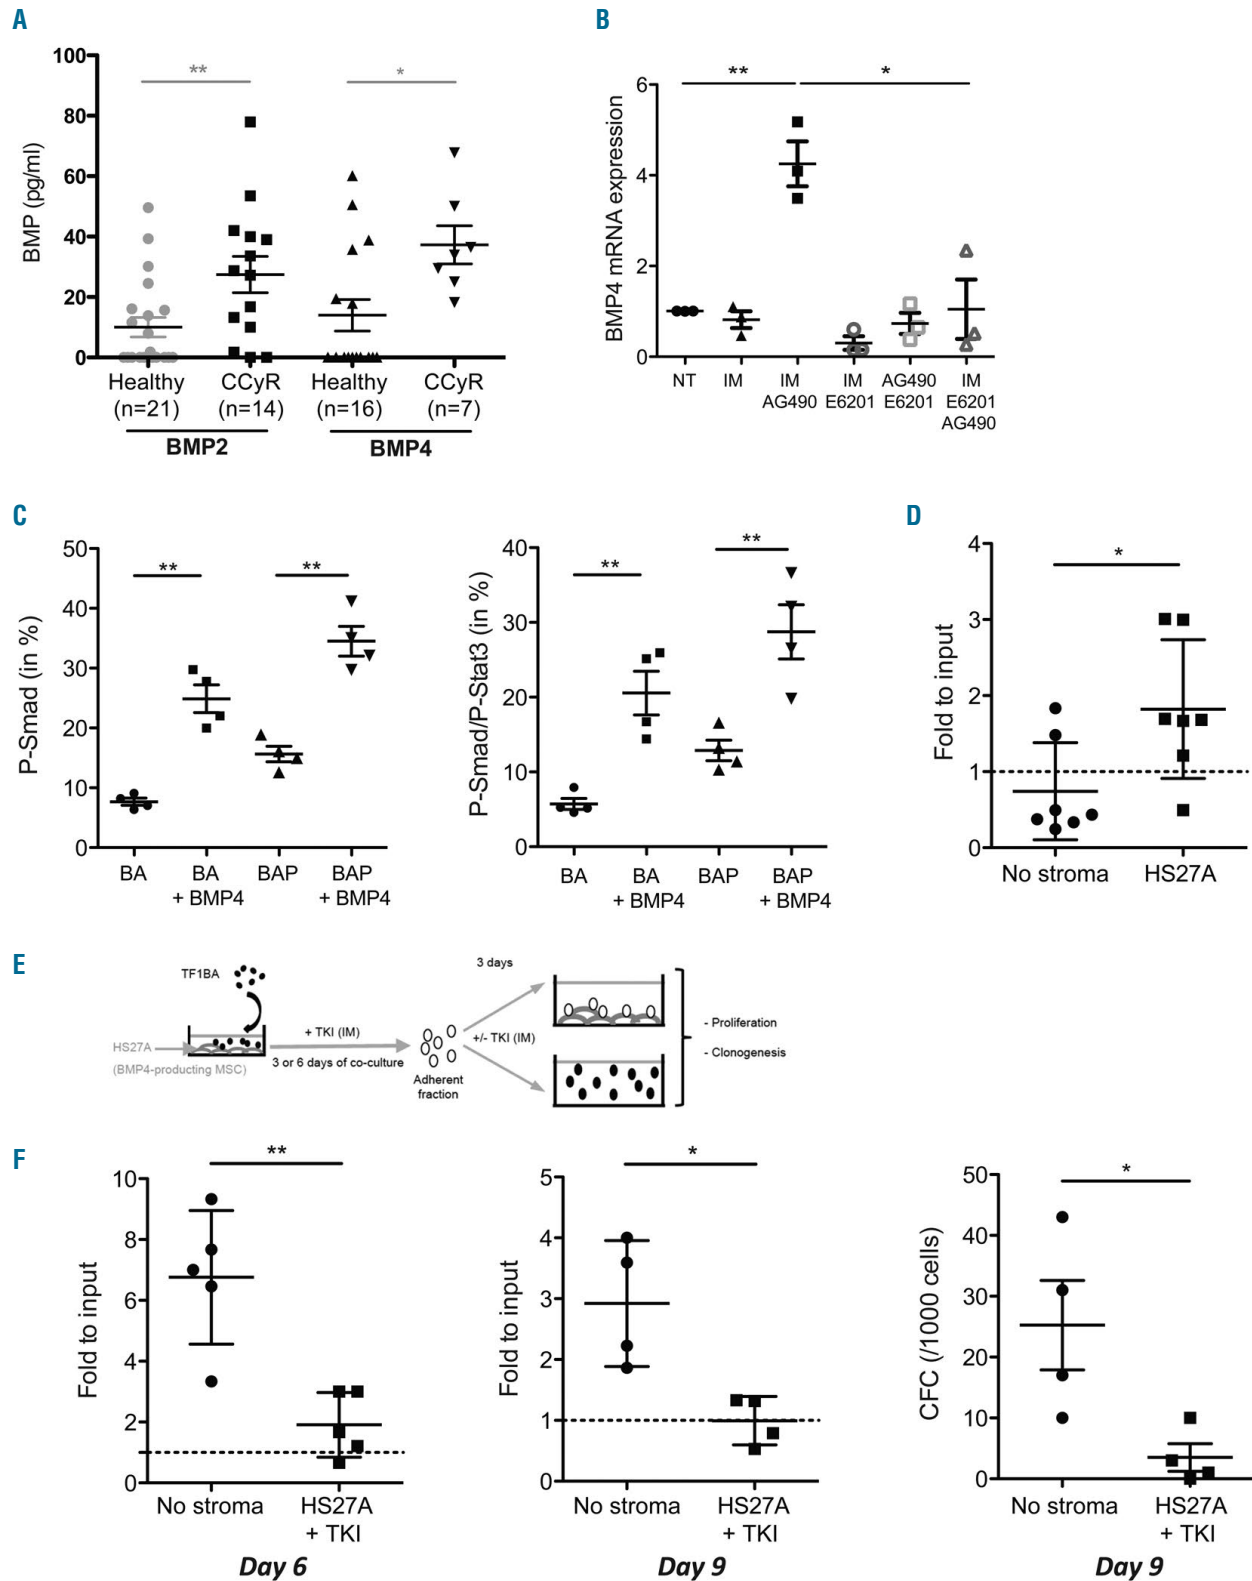 A
100
80
60
40
20
0
BMP (pg/ml)
**
*
Healthy CCyR Healthy CCyR
(n=21) (n=14) (n=16) (n=7)
BMP2 BMP4
B
6
4
2
0
BMP4 mRNA expression
**
*
NT IM IM IM AG490 IM
AG490 E6201 E6201 E6201
AG490
C
50
40
30
20
10
0
P-Smad (in %)
**
**
BA BA BAP BAP
+ BMP4 + BMP4
40
30
20
10
0
P-Smad/P-Stat3 (in %)
**
**
BA BA BAP BAP
+ BMP4 + BMP4
D
4
3
2
1
0
Fold to input
*
No stroma HS27A
E
TF1BA
HS27A
(BMP4-producing MSC)
+ TKI (IM)
3 or 6 days of co-culture
Adherent
fraction
3 days
+/- TKI (IM)
- Proliferation
- Clonogenesis
F
10
8
6
4
2
0
Fold to input
**
No stroma HS27A
+ TKI
Day 6
5
4
3
2
1
0
Fold to input
*
No stroma HS27A
+ TKI
Day 9
50
40
30
20
10
0
CFC (/1000 cells)
*
No stroma HS27A
+ TKI
Day 9